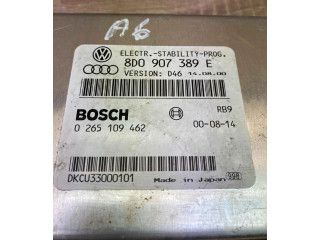 A6
ELECTR.-STABILITY-PROG.
8D0 907 389 E
VERSION: D46 14.08.00
BOSCH
RB9
0 265 109 462
00-08-14
DKCU33000101
Made in Japan
998